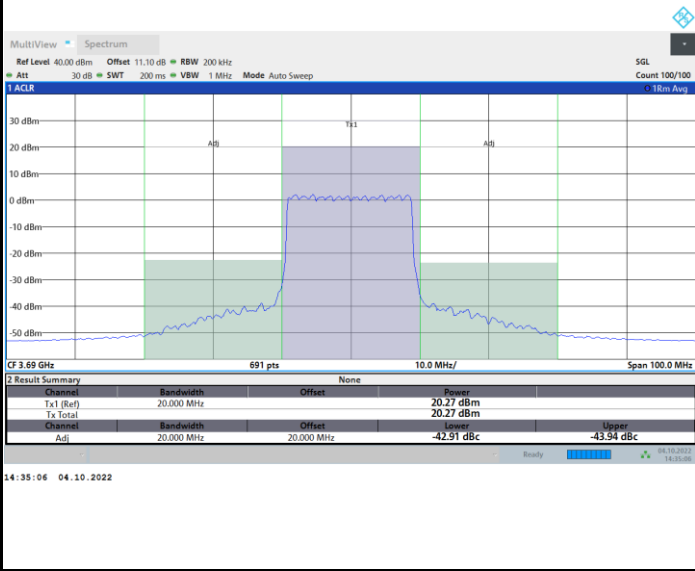 MultiView Spectrum
Ref Level 40.00 dBm Offset 11.10 dB RBW 200 kHz SGL
Att 30 dB SWT 200 ms VBW 1 MHz Mode Auto Sweep Count 100/100
1 ACLR 1Rm Avg
30 dBm
Tx1
20 dBm Adj Adj
10 dBm
0 dBm
-10 dBm
-20 dBm
-30 dBm
-40 dBm
-50 dBm
CF 3.69 GHz 691 pts 10.0 MHz/ Span 100.0 MHz
2 Result Summary None
Channel Bandwidth Offset Power
Tx1 (Ref) 20.000 MHz 20.27 dBm
Tx Total 20.27 dBm
Channel Bandwidth Offset Lower Upper
Adj 20.000 MHz 20.000 MHz -42.91 dBc -43.94 dBc
Ready 04.10.2022
14:35:06
14:35:06 04.10.2022